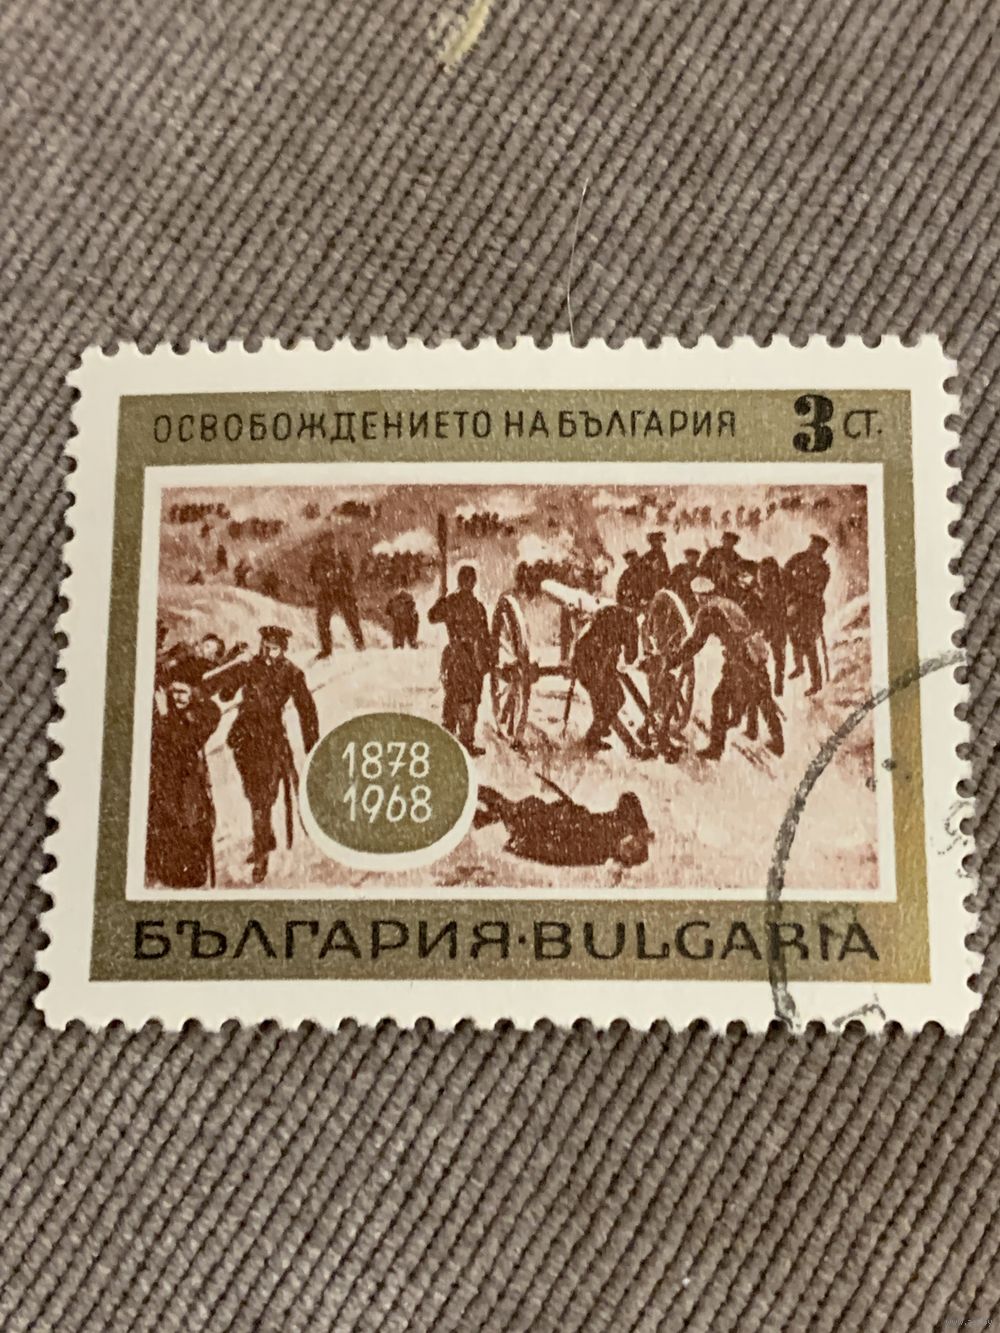 ОСВОБОЖДЕНИЕТО НА БЪЛГАРИЯ 3 СТ.
1878
1968
БЪЛГАРИЯ·BULGARIA